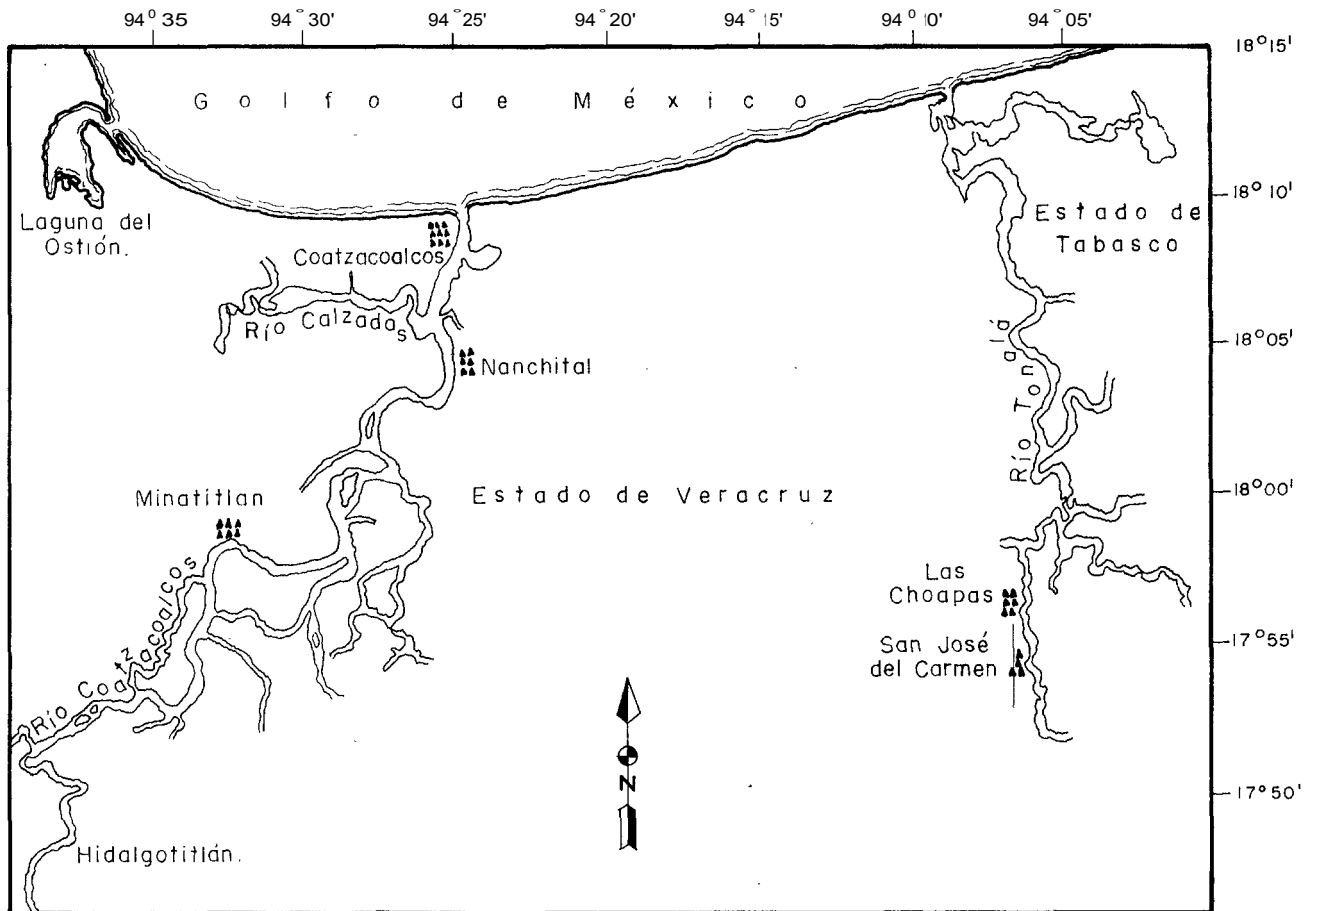 94°35 94°30' 94°25' 94°20' 94°15' 94°10' 94°05'
18°15'
Golfo de México
18°10'
Laguna del
Ostión.
Estado de
Tabasco
Coatzacoalcos
Río Calzadas
18°05'
Nanchital
Río Tonalá
Minatitlan
Estado de Veracruz
18°00'
Río Coatzacoalcos
Las
Choapas
17°55'
San José
del Carmen
N
17°50'
Hidalgotitlán.